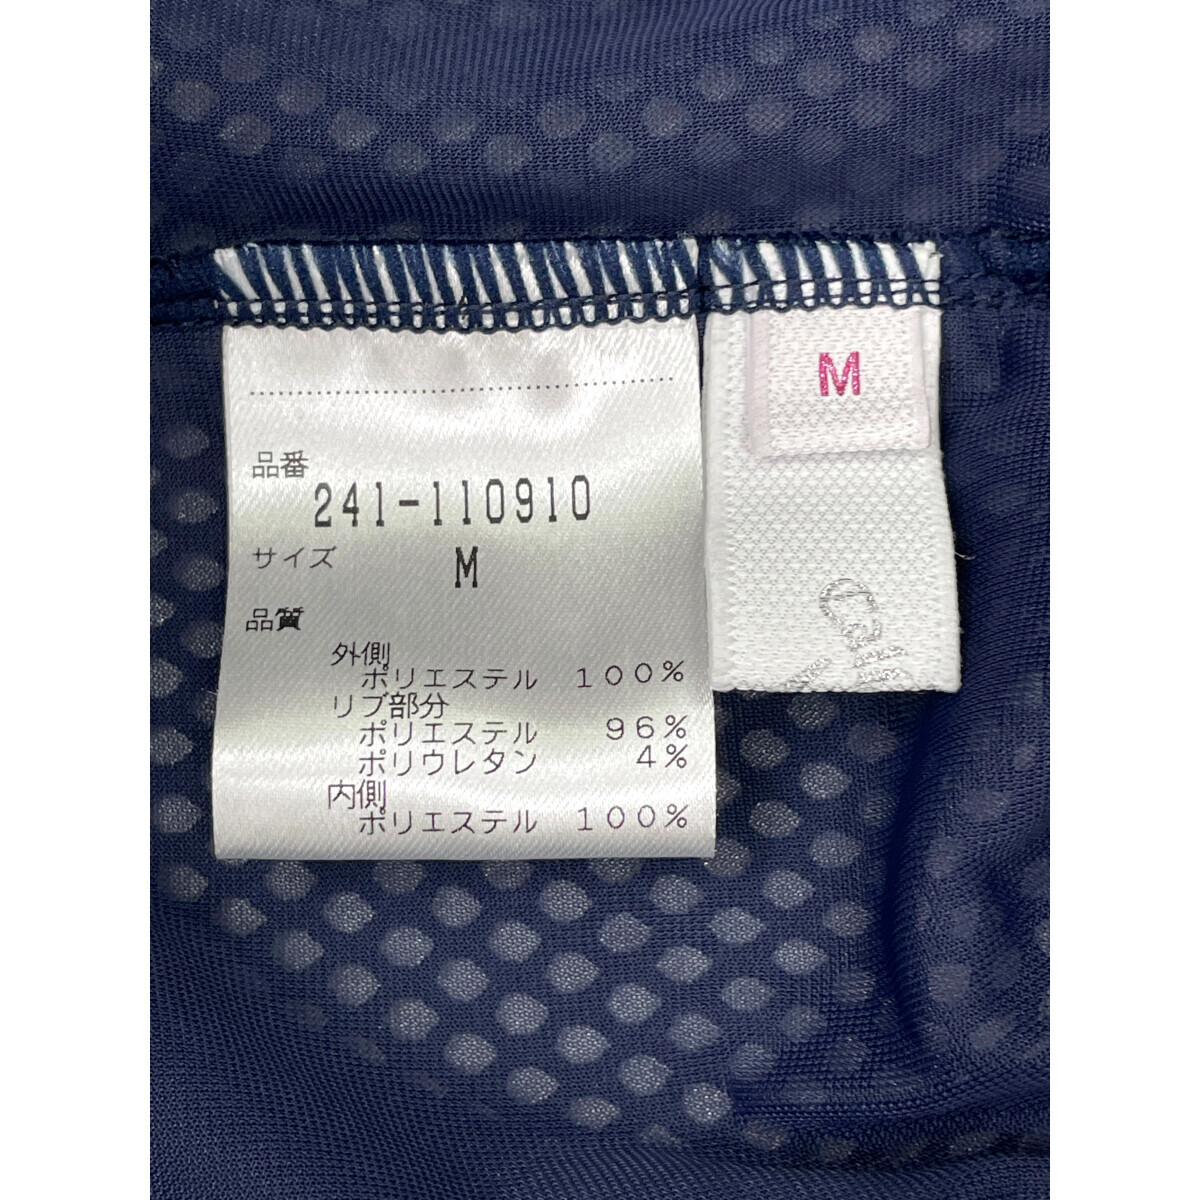 品番
241-110910
サイズ M
品質
外側
ポリエステル 100%
リブ部分
ポリエステル 96%
ポリウレタン 4%
内側
ポリエステル 100%
M